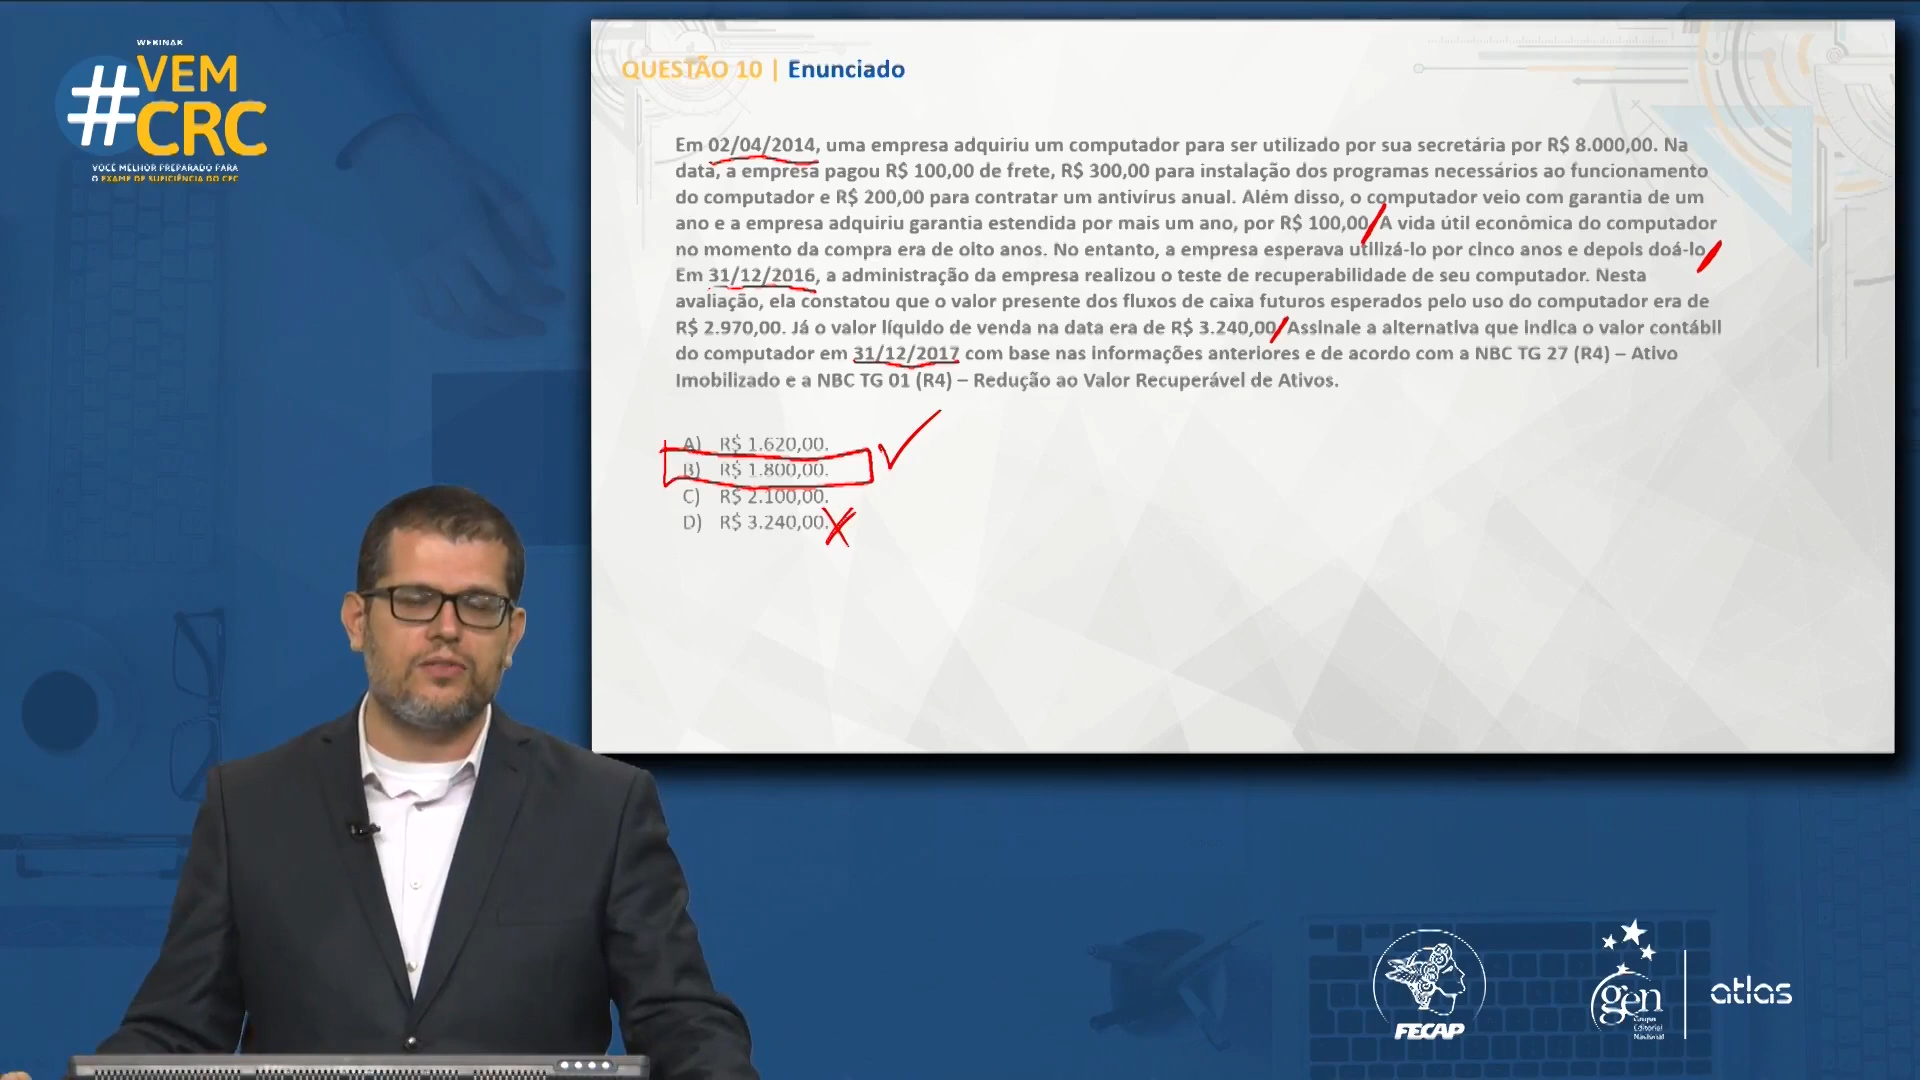 WEBINAR
#VEM
CRC
VOCÊ MELHOR PREPARADO PARA
O EXAME DE SUFICIÊNCIA DO CFC
QUESTÃO 10 | Enunciado
Em 02/04/2014, uma empresa adquiriu um computador para ser utilizado por sua secretária por R$ 8.000,00. Na
data, a empresa pagou R$ 100,00 de frete, R$ 300,00 para instalação dos programas necessários ao funcionamento
do computador e R$ 200,00 para contratar um antivírus anual. Além disso, o computador veio com garantia de um
ano e a empresa adquiriu garantia estendida por mais um ano, por R$ 100,00. A vida útil econômica do computador
no momento da compra era de oito anos. No entanto, a empresa esperava utilizá-lo por cinco anos e depois doá-lo.
Em 31/12/2016, a administração da empresa realizou o teste de recuperabilidade de seu computador. Nesta
avaliação, ela constatou que o valor presente dos fluxos de caixa futuros esperados pelo uso do computador era de
R$ 2.970,00. Já o valor líquido de venda na data era de R$ 3.240,00. Assinale a alternativa que indica o valor contábil
do computador em 31/12/2017 com base nas informações anteriores e de acordo com a NBC TG 27 (R4) – Ativo
Imobilizado e a NBC TG 01 (R4) – Redução ao Valor Recuperável de Ativos.
A) R$ 1.620,00.
B) R$ 1.800,00.
C) R$ 2.100,00.
D) R$ 3.240,00.
FECAP
gen
Grupo
Editorial
Nacional
atlas